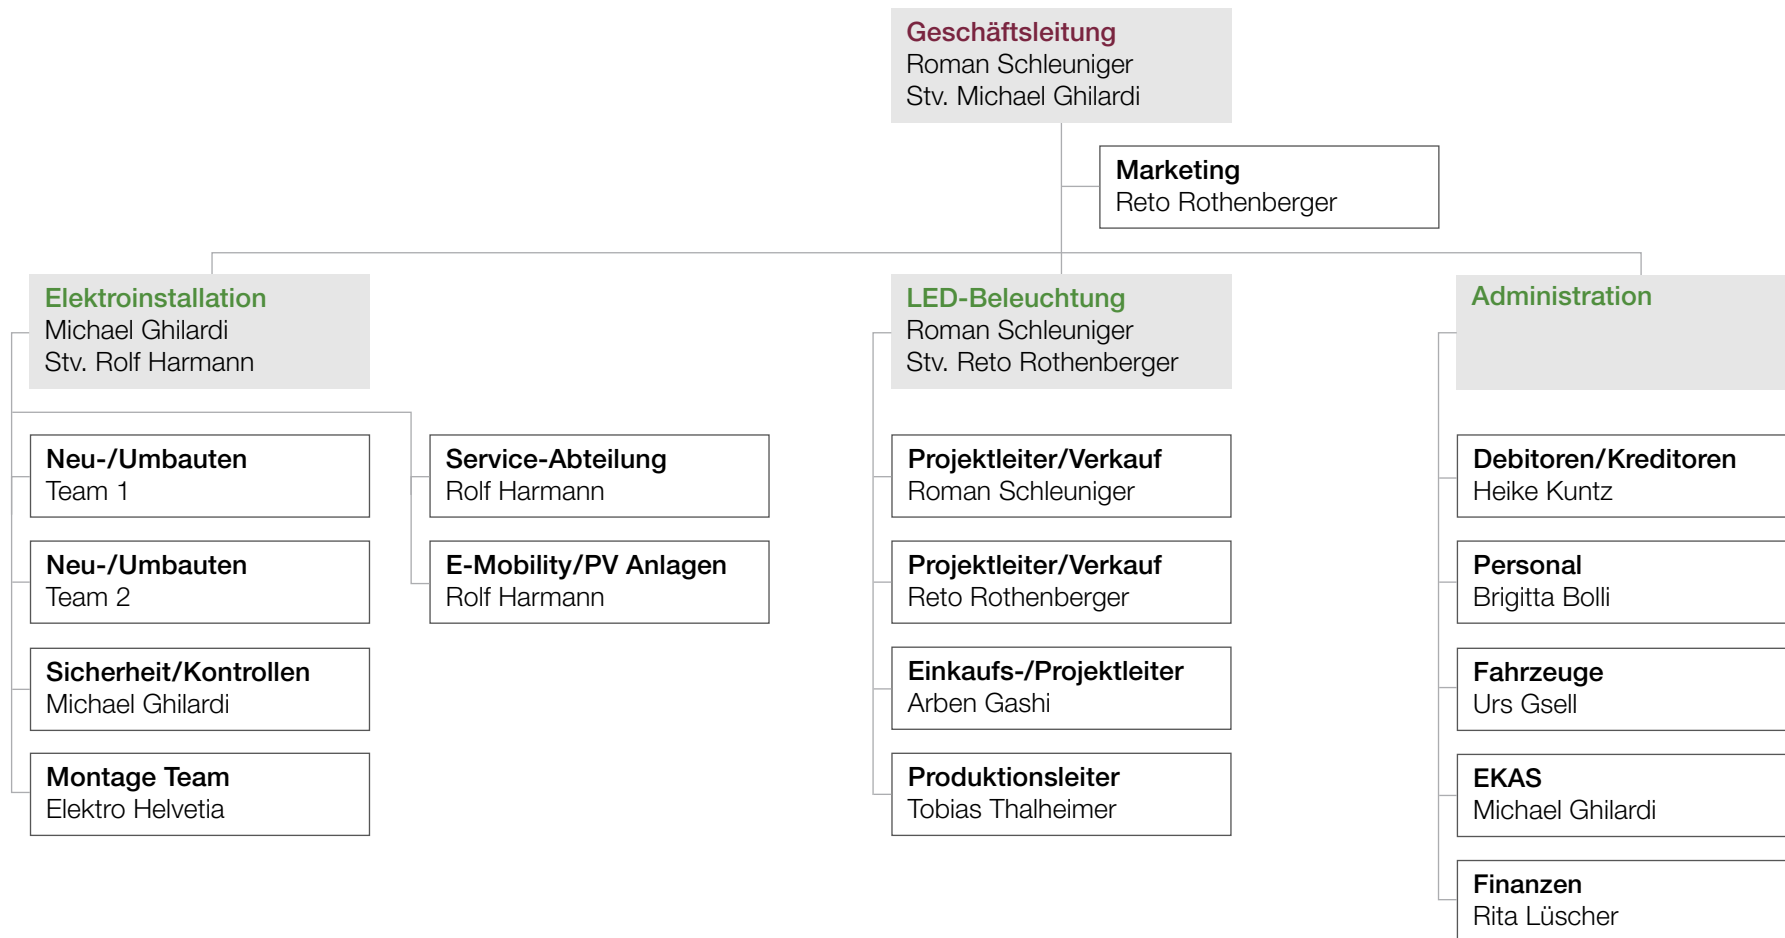 Geschäftsleitung
Roman Schleuniger
Stv. Michael Ghilardi
Marketing
Reto Rothenberger
Elektroinstallation
Michael Ghilardi
Stv. Rolf Harmann
Neu-/Umbauten
Team 1
Neu-/Umbauten
Team 2
Sicherheit/Kontrollen
Michael Ghilardi
Montage Team
Elektro Helvetia
Service-Abteilung
Rolf Harmann
E-Mobility/PV Anlagen
Rolf Harmann
LED-Beleuchtung
Roman Schleuniger
Stv. Reto Rothenberger
Projektleiter/Verkauf
Roman Schleuniger
Projektleiter/Verkauf
Reto Rothenberger
Einkaufs-/Projektleiter
Arben Gashi
Produktionsleiter
Tobias Thalheimer
Administration
Debitoren/Kreditoren
Heike Kuntz
Personal
Brigitta Bolli
Fahrzeuge
Urs Gsell
EKAS
Michael Ghilardi
Finanzen
Rita Lüscher